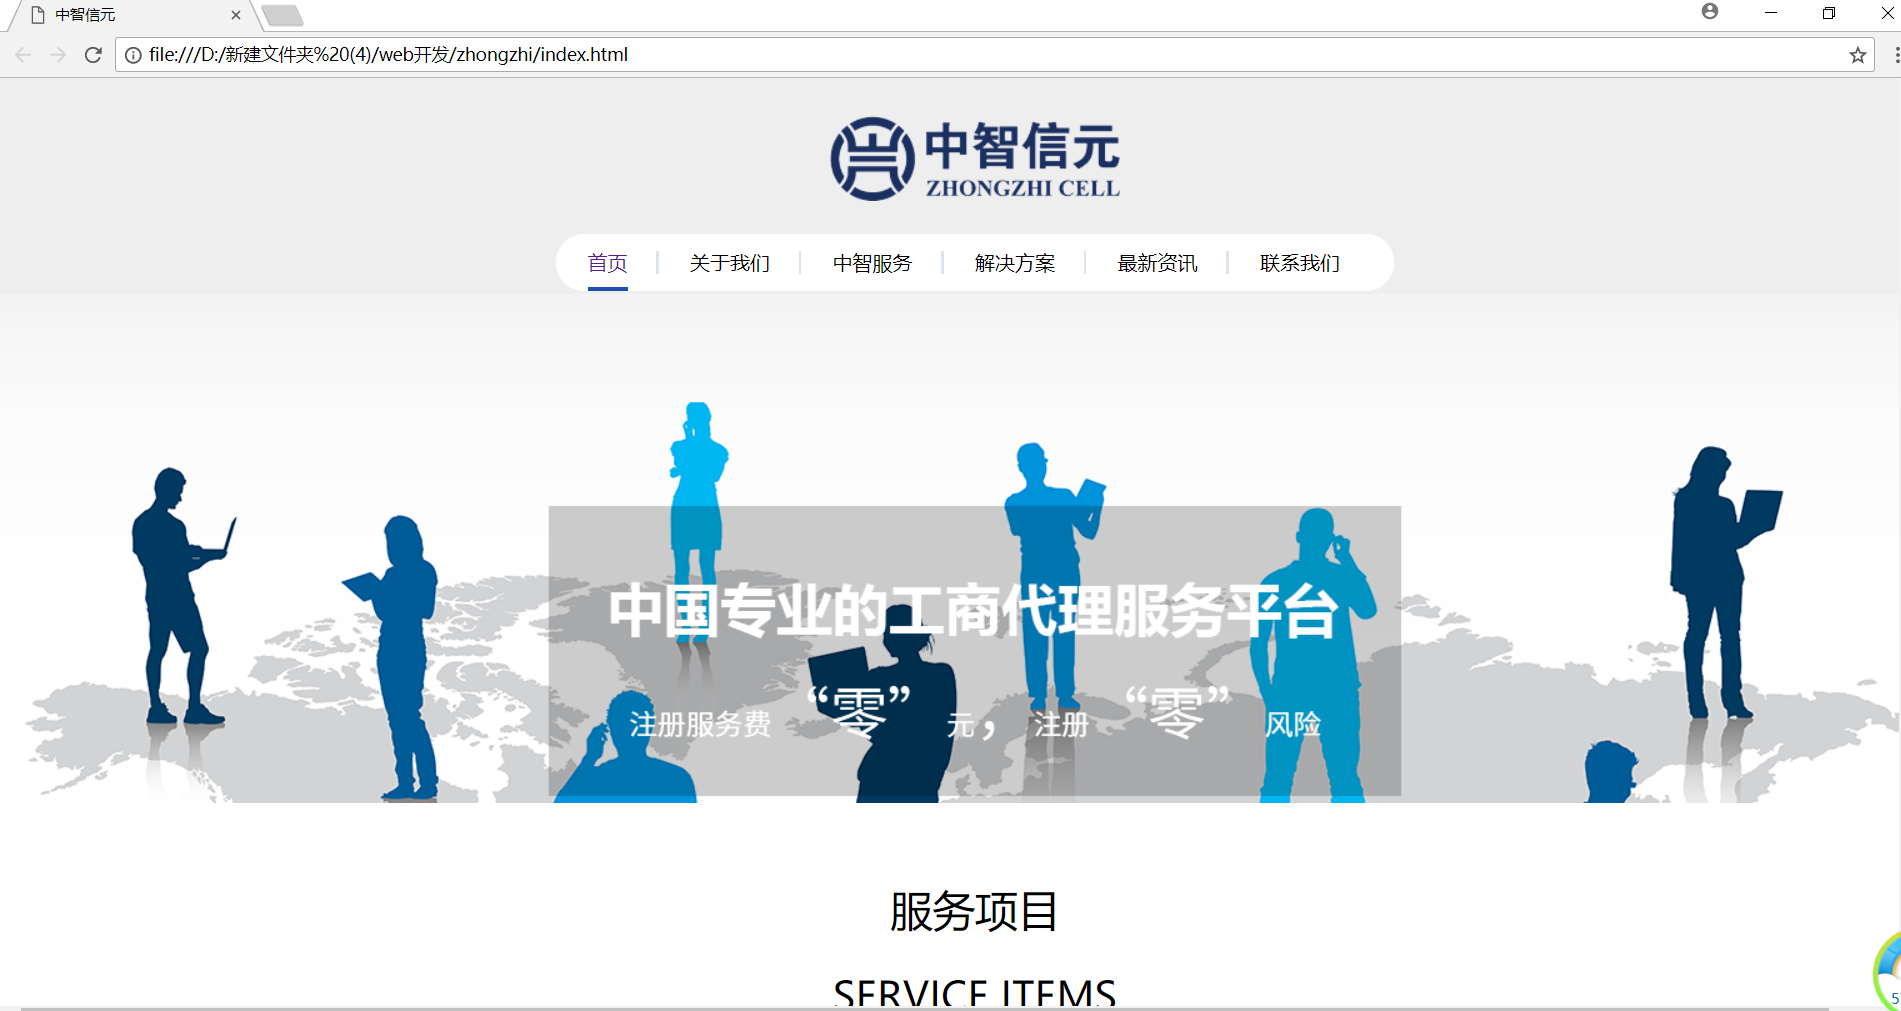 中智信元
file:///D:/新建文件夹%20(4)/web开发/zhongzhi/index.html
中智信元
ZHONGZHI CELL
首页 关于我们 中智服务 解决方案 最新资讯 联系我们
中国专业的工商代理服务平台
注册服务费 “零” 元， 注册 “零” 风险
服务项目
SERVICE ITEMS